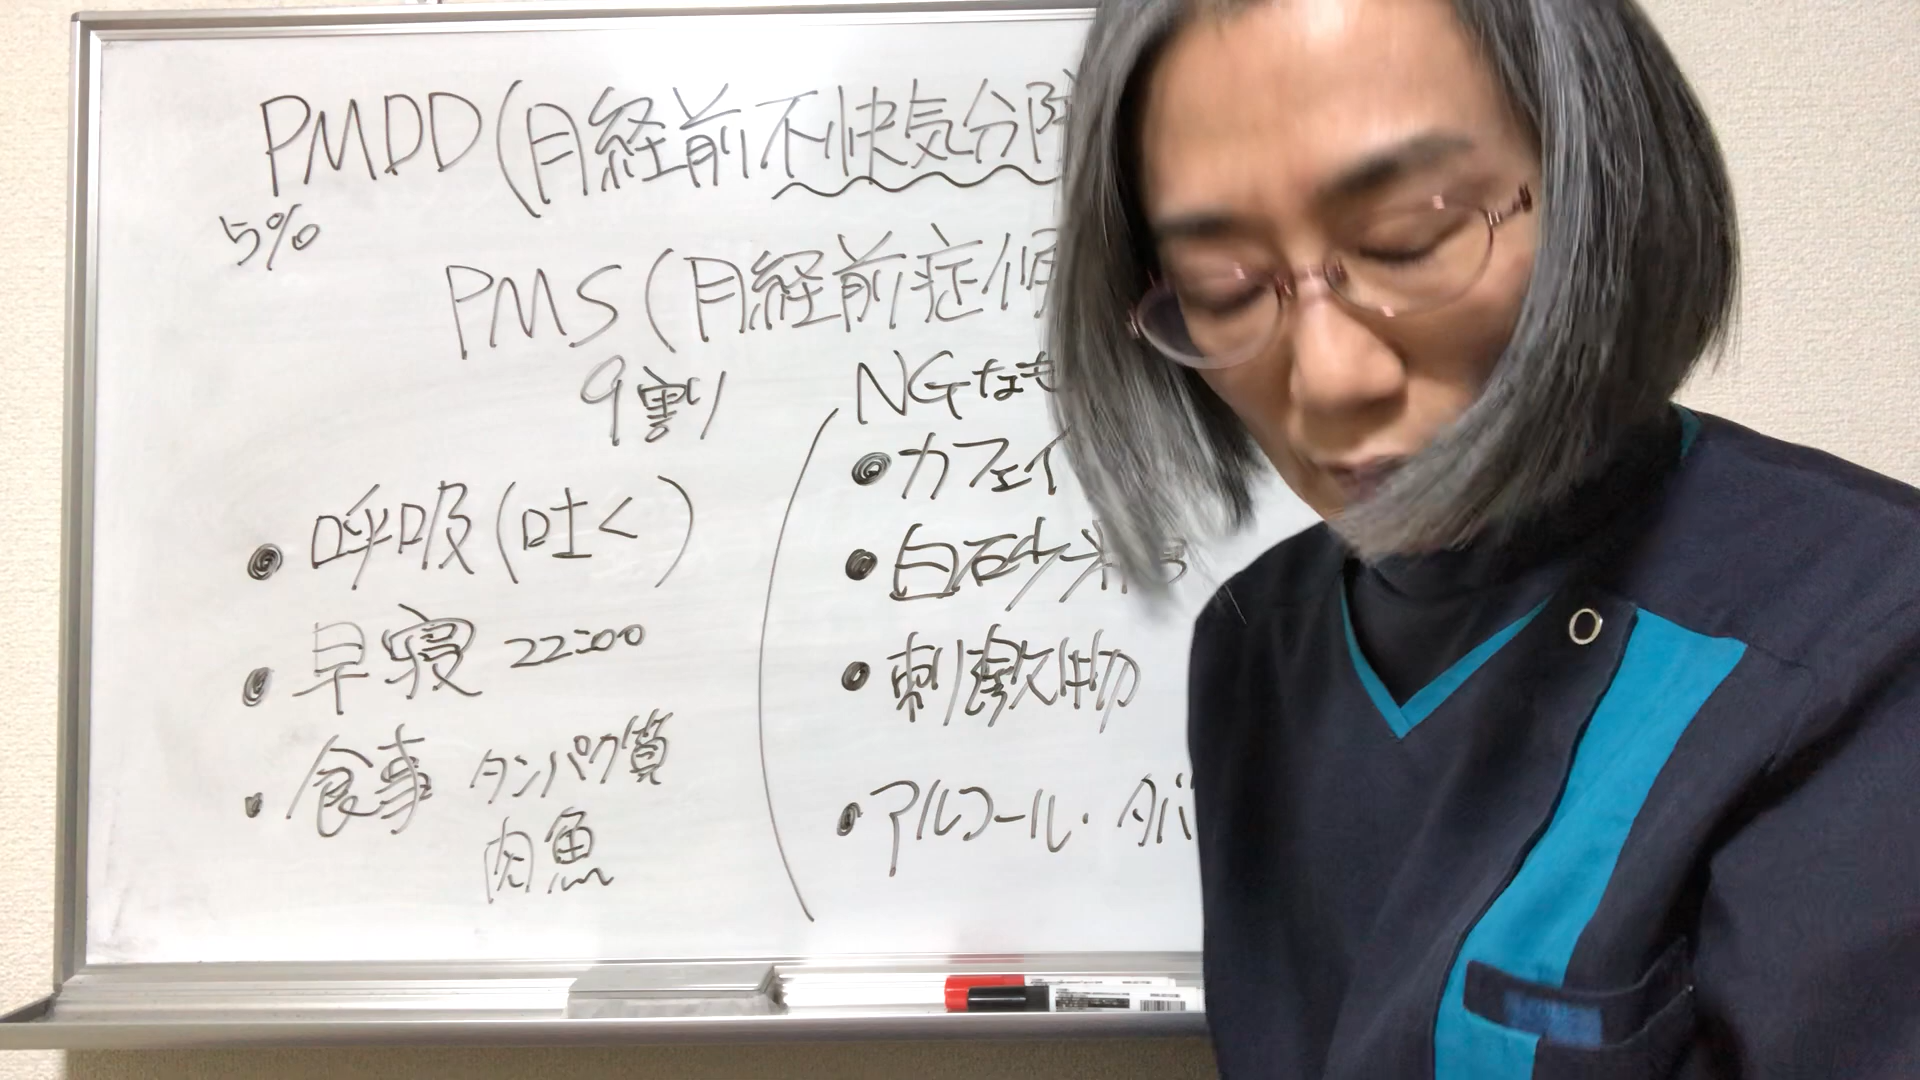 PMDD(月経前不快気分障
5%
PMS(月経前症候
9割
・呼吸(吐く)
・早寝 22:00
・食事 タンパク質
肉魚
NGなも
・カフェイ
・白砂糖
・刺激物
・アルコール・タバ